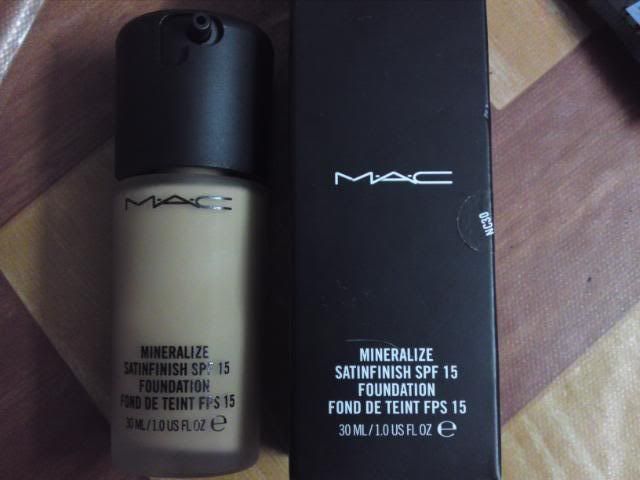 M·A·C
MINERALIZE
SATINFINISH SPF 15
FOUNDATION
FOND DE TEINT FPS 15
30 ML / 1.0 US FL OZ ℮
M·A·C
NC30
MINERALIZE
SATINFINISH SPF 15
FOUNDATION
FOND DE TEINT FPS 15
30 ML / 1.0 US FL OZ ℮